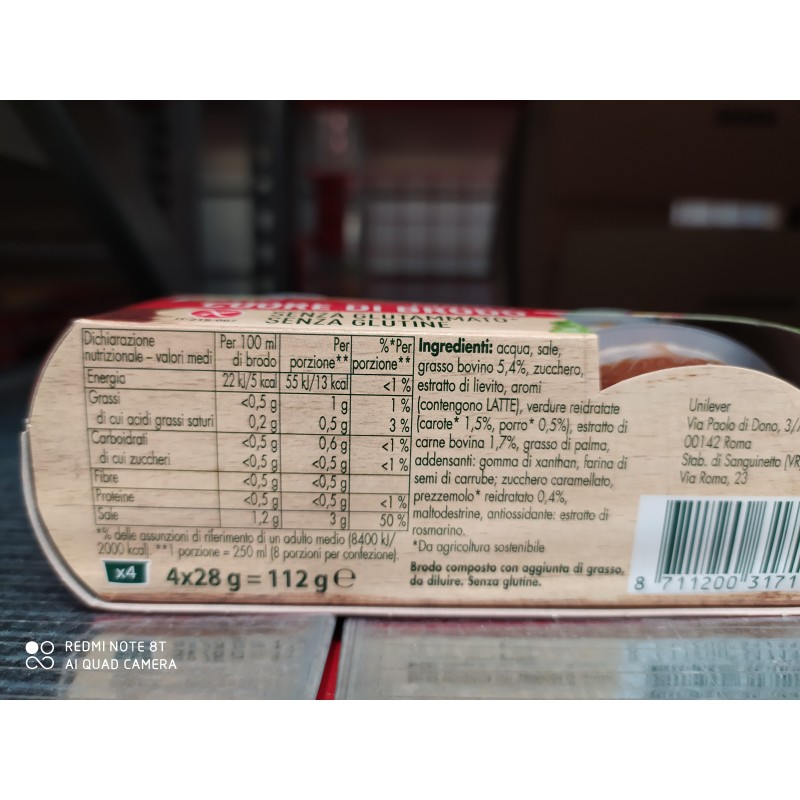 CUORE DI BRODO
SENZA GLUTAMMATO
SENZA GLUTINE
Dichiarazione nutrizionale – valori medi | Per 100 ml di brodo | Per porzione** | %*Per porzione**
Energia 22 kJ/5 kcal 55 kJ/13 kcal <1 %
Grassi <0,5 g 1 g 1 %
di cui acidi grassi saturi 0,2 g 0,5 g 3 %
Carboidrati <0,5 g 0,6 g <1 %
di cui zuccheri <0,5 g <0,5 g <1 %
Fibre <0,5 g <0,5 g
Proteine <0,5 g <0,5 g <1 %
Sale 1,2 g 3 g 50 %
*% delle assunzioni di riferimento di un adulto medio (8400 kJ/
2000 kcal). **1 porzione = 250 ml (8 porzioni per confezione).
x4 4x28 g = 112 g e
Ingredienti: acqua, sale,
grasso bovino 5,4%, zucchero,
estratto di lievito, aromi
(contengono LATTE), verdure reidratate
(carote* 1,5%, porro* 0,5%), estratto di
carne bovina 1,7%, grasso di palma,
addensanti: gomma di xanthan, farina di
semi di carrube; zucchero caramellato,
prezzemolo* reidratato 0,4%,
maltodestrine, antiossidante: estratto di
rosmarino.
*Da agricoltura sostenibile
Brodo composto con aggiunta di grasso,
da diluire. Senza glutine.
Unilever
Via Paolo di Dono, 3/
00142 Roma
Stab. di Sanguinetto (VR
Via Roma, 23
8 711200 3171
REDMI NOTE 8T
AI QUAD CAMERA